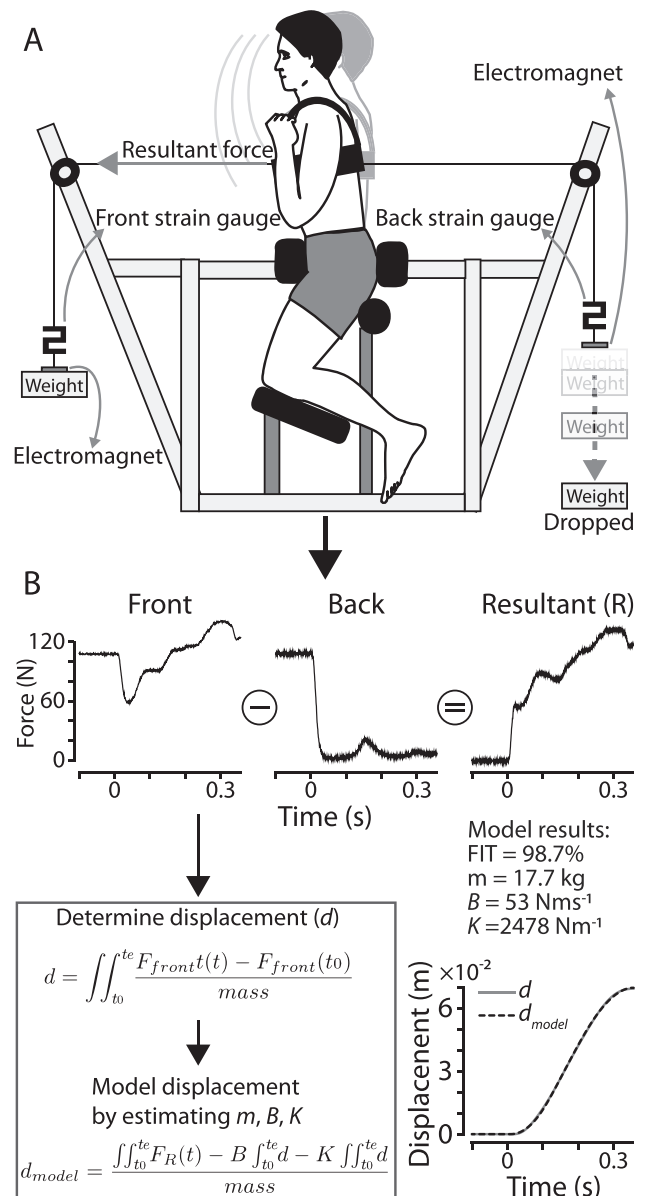 A
Electromagnet
Resultant force
Front strain gauge
Back strain gauge
Weight
Weight
Weight
Weight
Electromagnet
Weight
Dropped
B
Front
Back
Resultant (R)
Force (N)
120
60
0
−
=
0
0.3
0
0.3
0
0.3
Time (s)
Model results:
FIT = 98.7%
m = 17.7 kg
B = 53 Nms⁻¹
K =2478 Nm⁻¹
Determine displacement (d)
d = ∬_{t0}^{te} \frac{F_{front}t(t) − F_{front}(t0)}{mass}
Model displacement
by estimating m, B, K
d_{model} = \frac{∬_{t0}^{te} F_R(t) − B ∫_{t0}^{te} d − K ∬_{t0}^{te} d}{mass}
×10⁻²
Displacenent (m)
6
3
0
d
d_{model}
0
0.3
Time (s)